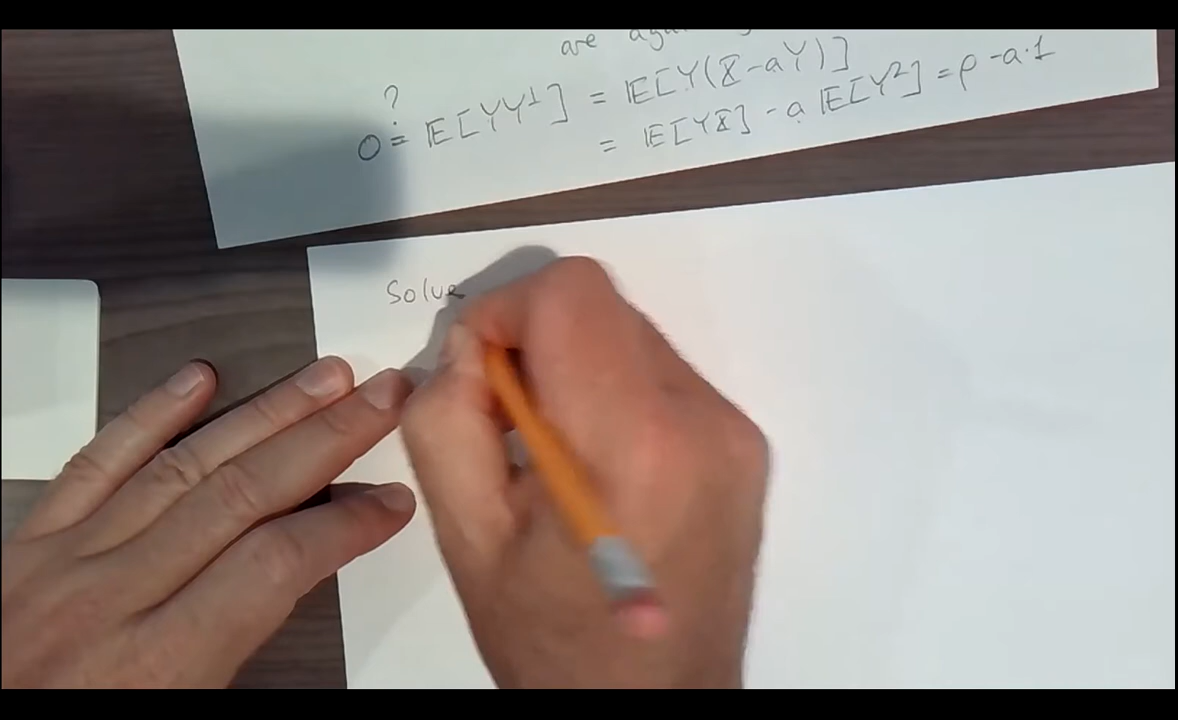 are
0 ?= 𝔼[YY^⊥] = 𝔼[Y(X-aY)]
= 𝔼[YX] - a 𝔼[Y²] = ρ - a·1
Solve